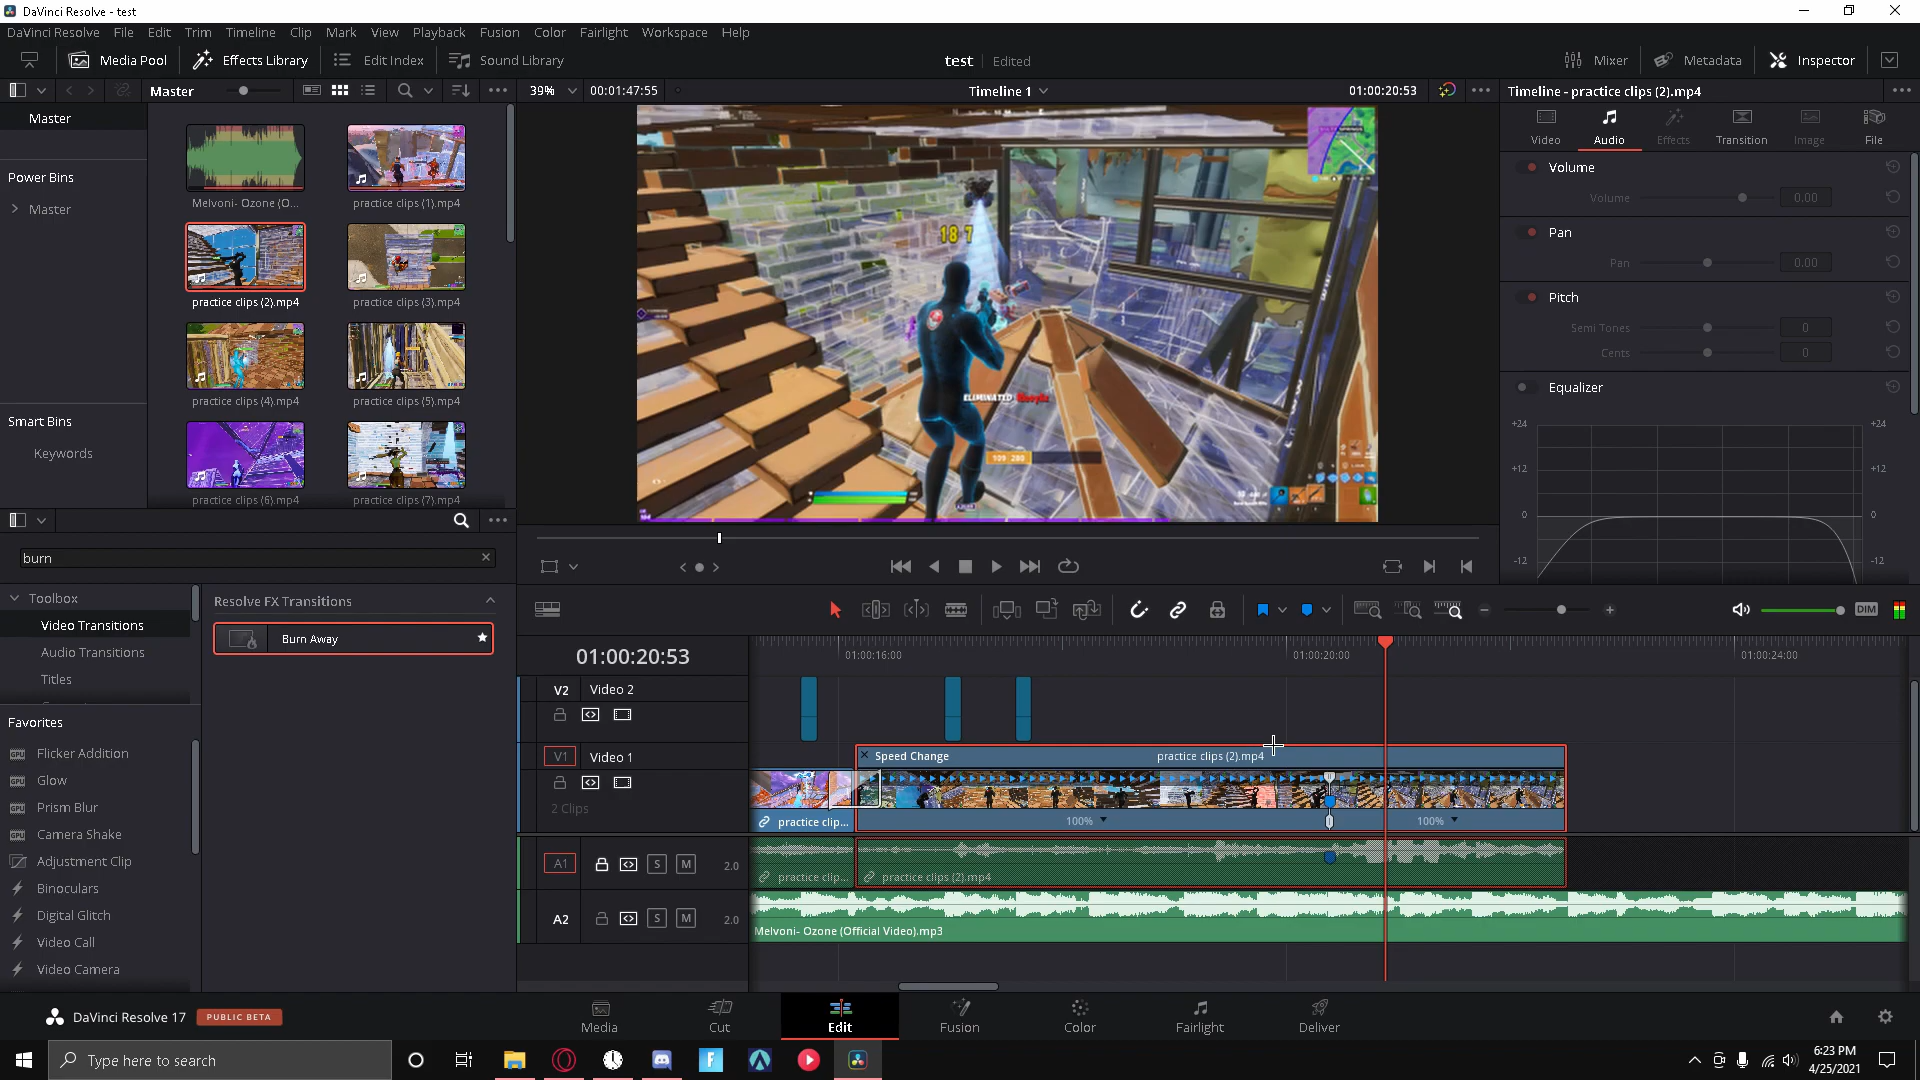 DaVinci Resolve - test
DaVinci Resolve File Edit Trim Timeline Clip Mark View Playback Fusion Color Fairlight Workspace Help
Media Pool Effects Library Edit Index Sound Library test Edited Mixer Metadata Inspector
Master 39% 00:01:47:55 Timeline 1 01:00:20:53 Timeline - practice clips (2).mp4
Master
Video Audio Effects Transition Image File
Power Bins
Master
Melvoni- Ozone (O... practice clips (1).mp4
practice clips (2).mp4 practice clips (3).mp4
practice clips (4).mp4 practice clips (5).mp4
practice clips (6).mp4 practice clips (7).mp4
Smart Bins
Keywords
18 7
ELIMINATED
109 280
Volume
Volume 0.00
Pan
Pan 0.00
Pitch
Semi Tones 0
Cents 0
Equalizer
+24 +24
+12 +12
0 0
-12 -12
burn
Toolbox
Video Transitions
Audio Transitions
Titles
Resolve FX Transitions
Burn Away
Favorites
Flicker Addition
Glow
Prism Blur
Camera Shake
Adjustment Clip
Binoculars
Digital Glitch
Video Call
Video Camera
DIM
01:00:20:53 01:00:16:00 01:00:20:00 01:00:24:00
V2 Video 2
V1 Video 1 Speed Change practice clips (2).mp4
2 Clips
practice clip... 100% 100%
A1 S M 2.0
practice clip... practice clips (2).mp4
A2 S M 2.0
Melvoni- Ozone (Official Video).mp3
DaVinci Resolve 17 PUBLIC BETA
Media Cut Edit Fusion Color Fairlight Deliver
Type here to search
6:23 PM
4/25/2021